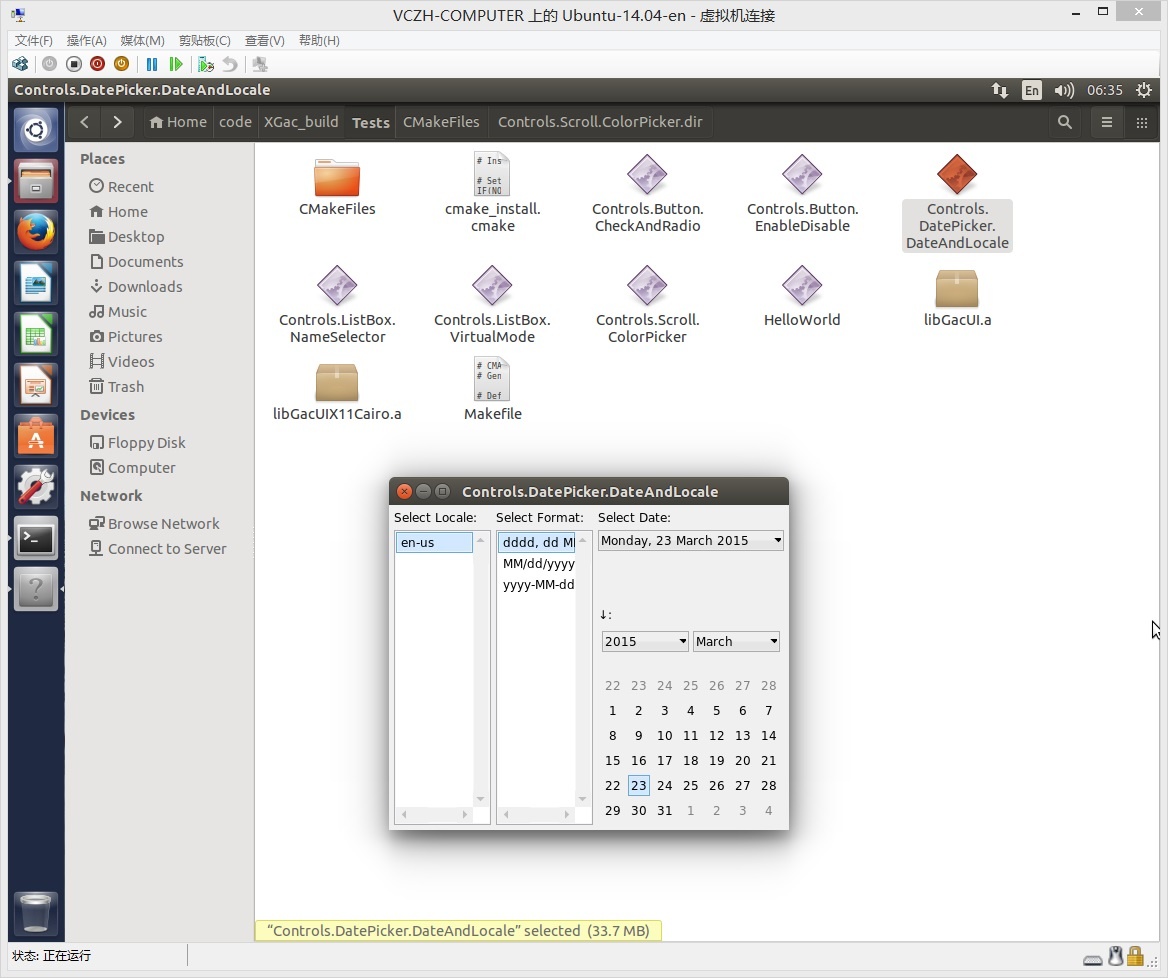 VCZH-COMPUTER 上的 Ubuntu-14.04-en - 虚拟机连接
文件(F) 操作(A) 媒体(M) 剪贴板(C) 查看(V) 帮助(H)
Controls.DatePicker.DateAndLocale
En
06:35
Home code XGac_build Tests CMakeFiles Controls.Scroll.ColorPicker.dir
Places
Recent
Home
Desktop
Documents
Downloads
Music
Pictures
Videos
Trash
Devices
Floppy Disk
Computer
Network
Browse Network
Connect to Server
# Ins
# Set
IF(NO
CMakeFiles
cmake_install.
cmake
Controls.Button.
CheckAndRadio
Controls.Button.
EnableDisable
Controls.
DatePicker.
DateAndLocale
Controls.ListBox.
NameSelector
Controls.ListBox.
VirtualMode
Controls.Scroll.
ColorPicker
HelloWorld
libGacUI.a
libGacUIX11Cairo.a
# CMA
# Gen
# Def
Makefile
Controls.DatePicker.DateAndLocale
Select Locale: Select Format: Select Date:
en-us
dddd, dd M
MM/dd/yyyy
yyyy-MM-dd
Monday, 23 March 2015
↓:
2015 March
22 23 24 25 26 27 28
1 2 3 4 5 6 7
8 9 10 11 12 13 14
15 16 17 18 19 20 21
22 23 24 25 26 27 28
29 30 31 1 2 3 4
“Controls.DatePicker.DateAndLocale” selected (33.7 MB)
状态: 正在运行